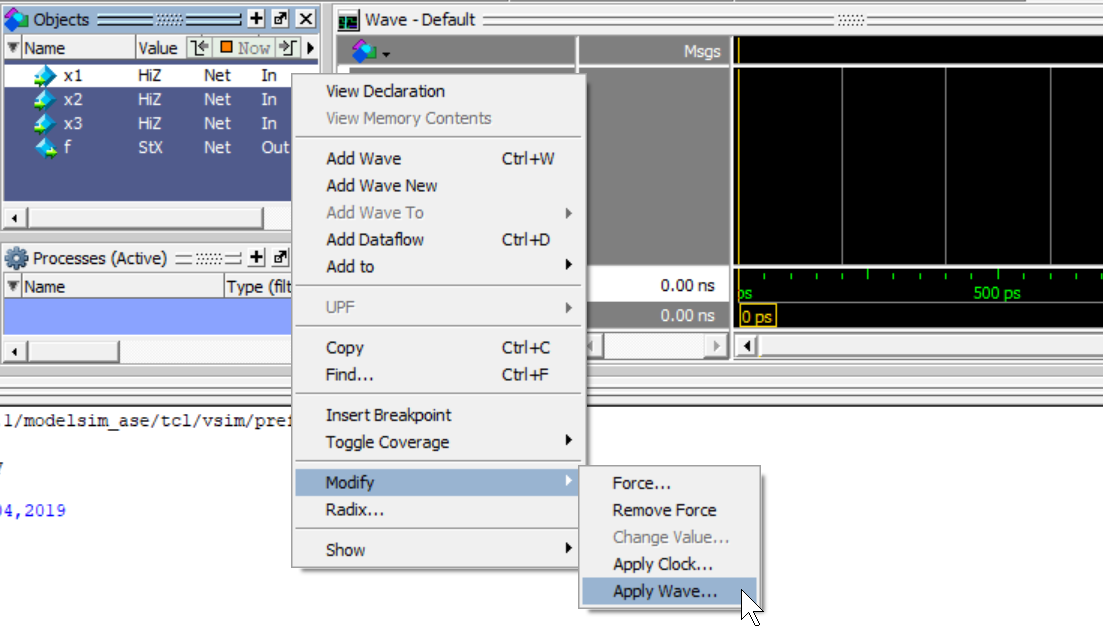 Objects
Name Value Now
x1 HiZ Net In
x2 HiZ Net In
x3 HiZ Net In
f StX Net Out
Processes (Active)
Name Type (filt
Wave - Default
Msgs
0.00 ns
0.00 ns
ps
500 ps
0 ps
View Declaration
View Memory Contents
Add Wave Ctrl+W
Add Wave New
Add Wave To
Add Dataflow Ctrl+D
Add to
UPF
Copy Ctrl+C
Find... Ctrl+F
Insert Breakpoint
Toggle Coverage
Modify
Radix...
Show
Force...
Remove Force
Change Value...
Apply Clock...
Apply Wave...
1/modelsim_ase/tcl/vsim/pref
04,2019